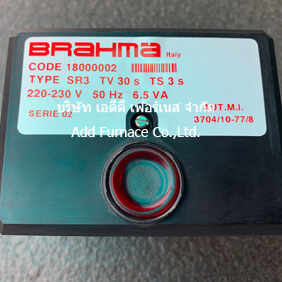 BRAHMA Italy
CODE 18000002
TYPE SR3 TV 30 s TS 3 s
220-230 V 50 Hz 6.5 VA
บริษัท เอดีดี เฟอร์เนส จำกัด
AUT.M.I.
SERIE 02
3704/10-77/8
Add Furnace Co.,Ltd